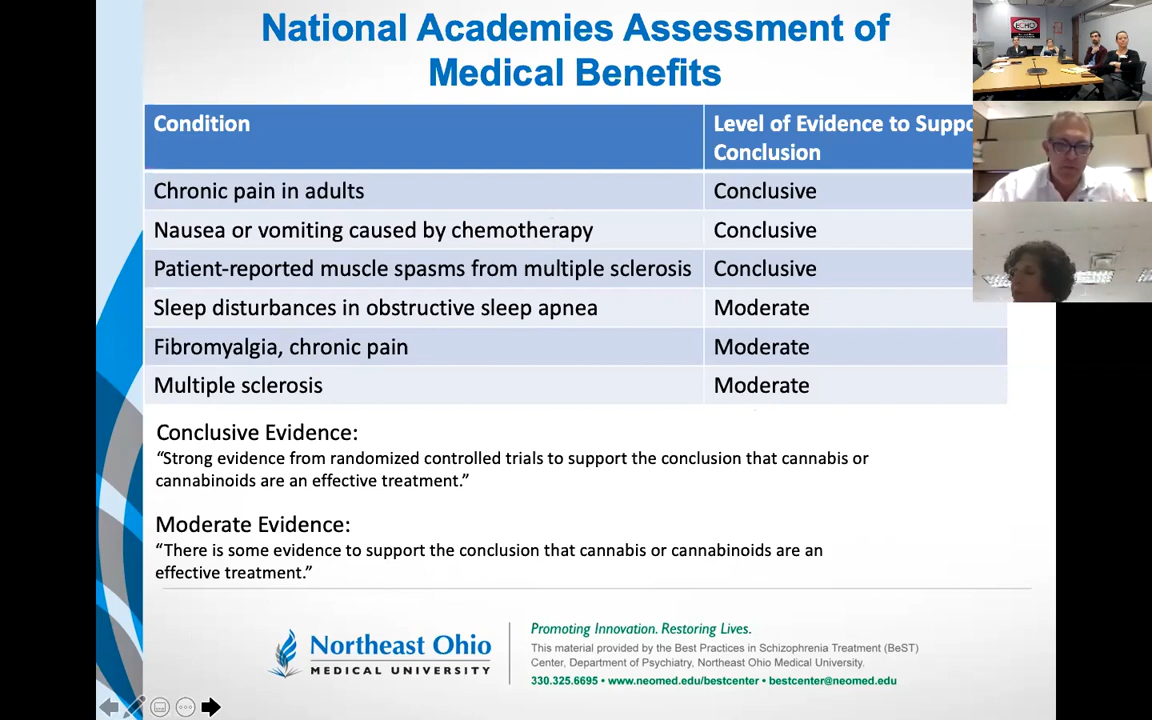 National Academies Assessment of
Medical Benefits
Condition
Level of Evidence to
Conclusion
Chronic pain in adults
Conclusive
Nausea or vomiting caused by chemotherapy
Conclusive
Patient-reported muscle spasms from multiple sclerosis
Conclusive
Sleep disturbances in obstructive sleep apnea
Moderate
Fibromyalgia, chronic pain
Moderate
Multiple sclerosis
Moderate
Conclusive Evidence:
“Strong evidence from randomized controlled trials to support the conclusion that cannabis or
cannabinoids are an effective treatment.”
Moderate Evidence:
“There is some evidence to support the conclusion that cannabis or cannabinoids are an
effective treatment.”
Northeast Ohio
MEDICAL UNIVERSITY
Promoting Innovation. Restoring Lives.
This material provided by the Best Practices in Schizophrenia Treatment (BeST)
Center, Department of Psychiatry, Northeast Ohio Medical University.
330.325.6695 • www.neomed.edu/bestcenter • bestcenter@neomed.edu
ECHO